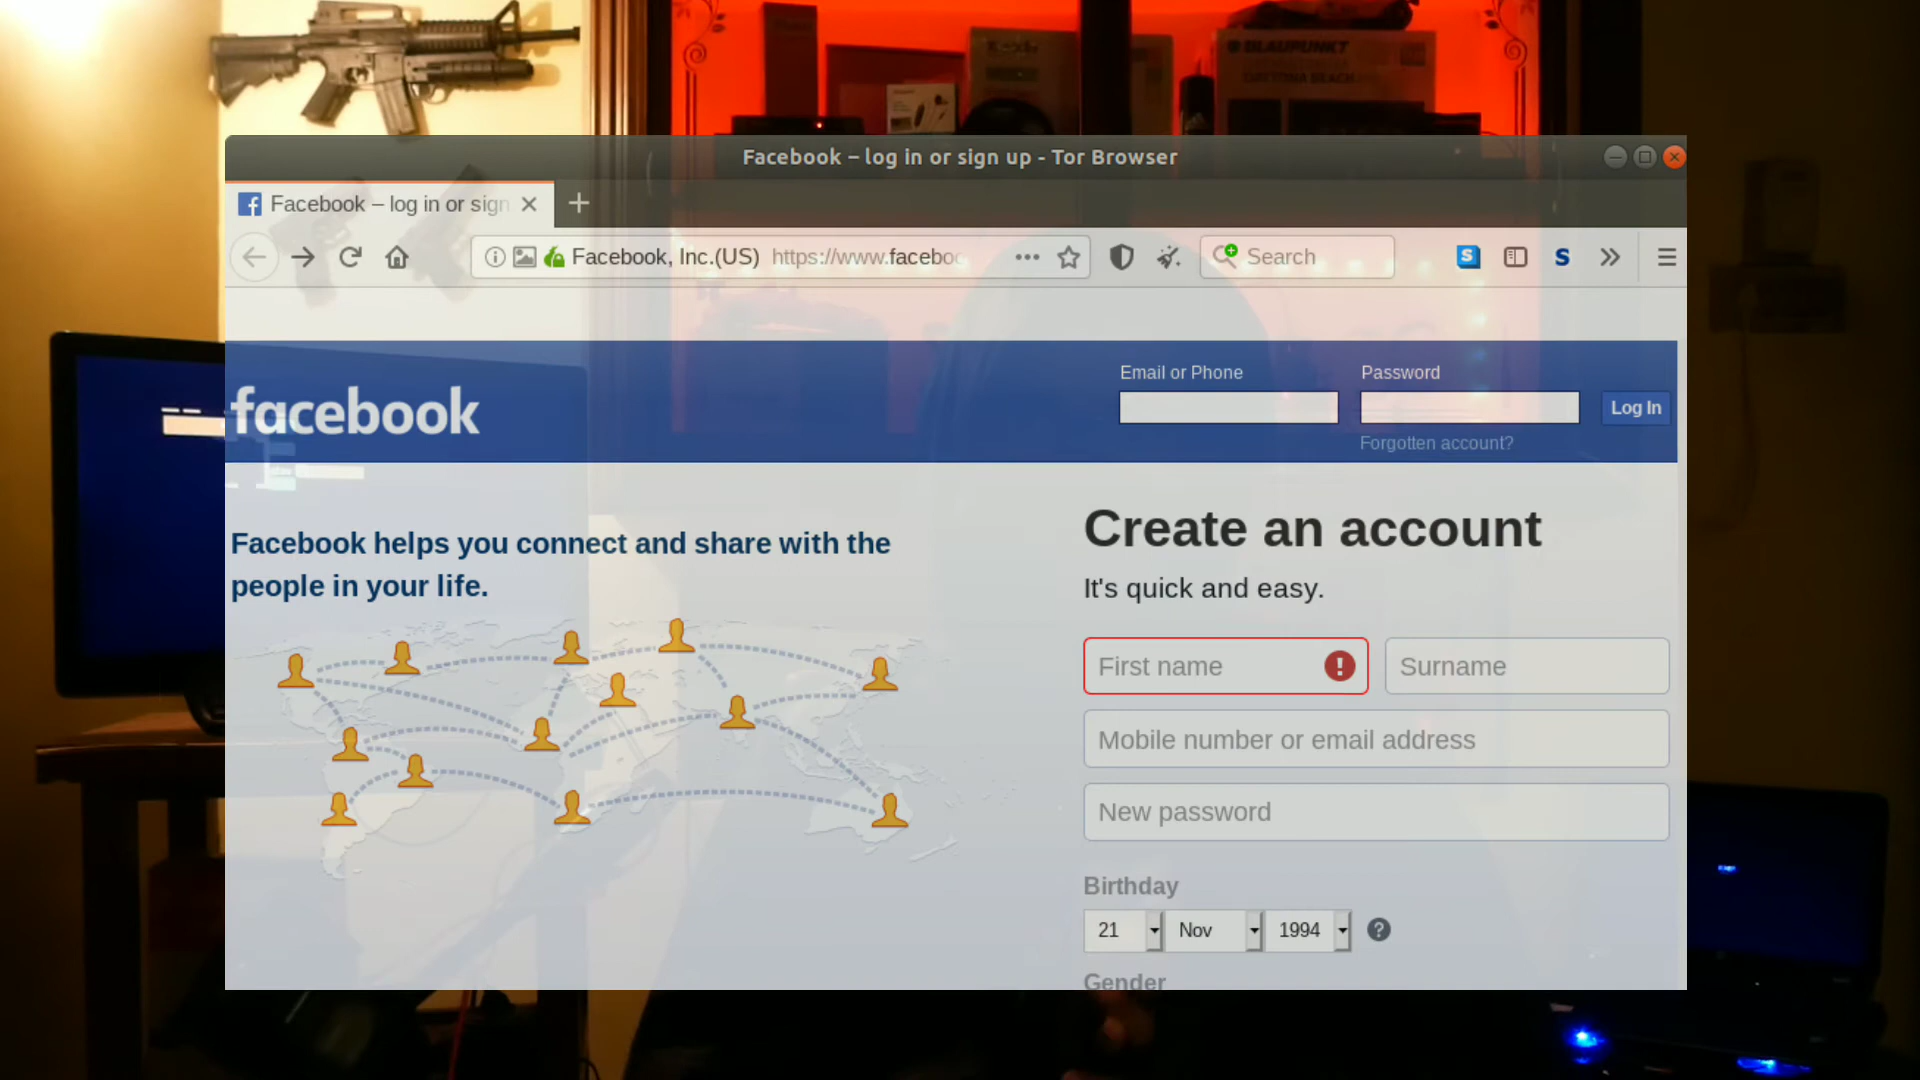 BLAUPUNKT
DAYTONA BEACH
Facebook – log in or sign up - Tor Browser
Facebook – log in or sign
Facebook, Inc.(US) https://www.faceboo
Search
S
S
Email or Phone
Password
facebook
Log In
Forgotten account?
Facebook helps you connect and share with the
people in your life.
Create an account
It's quick and easy.
First name
Surname
Mobile number or email address
New password
Birthday
21
Nov
1994
Gender